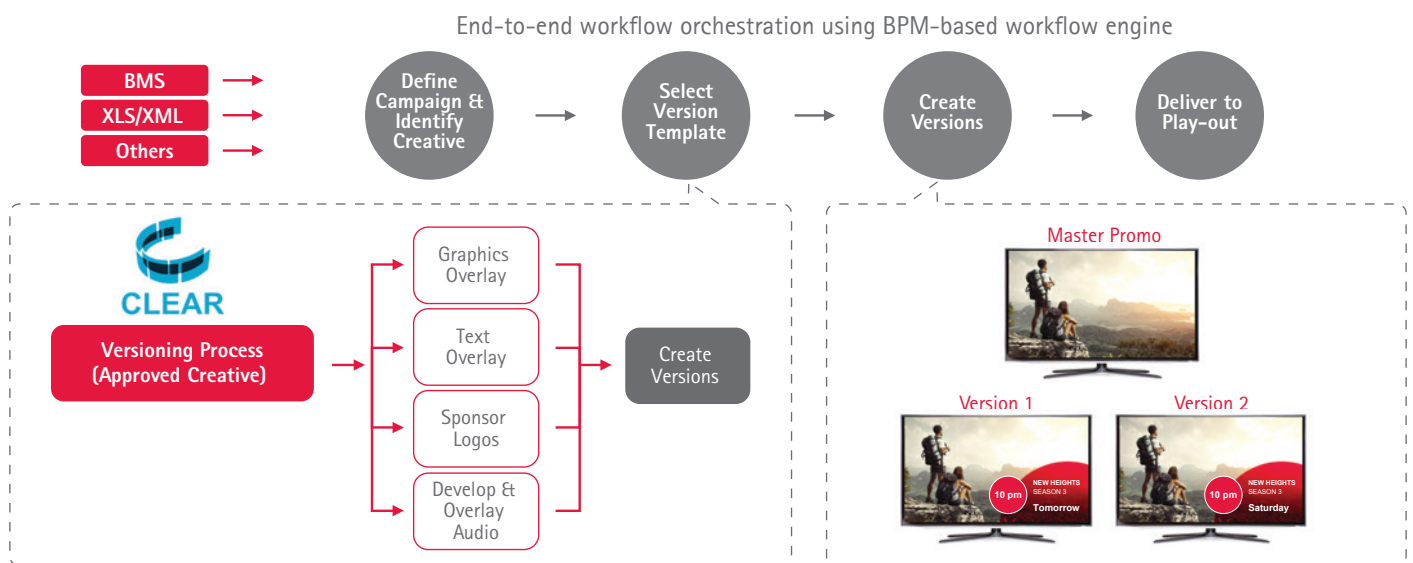 End-to-end workflow orchestration using BPM-based workflow engine
BMS
XLS/XML
Others
Define
Campaign &
Identify
Creative
Select
Version
Template
Create
Versions
Deliver to
Play-out
CLEAR
Versioning Process
(Approved Creative)
Graphics
Overlay
Text
Overlay
Sponsor
Logos
Develop &
Overlay
Audio
Create
Versions
Master Promo
Version 1
10 pm
NEW HEIGHTS
SEASON 3
Tomorrow
Version 2
10 pm
NEW HEIGHTS
SEASON 3
Saturday